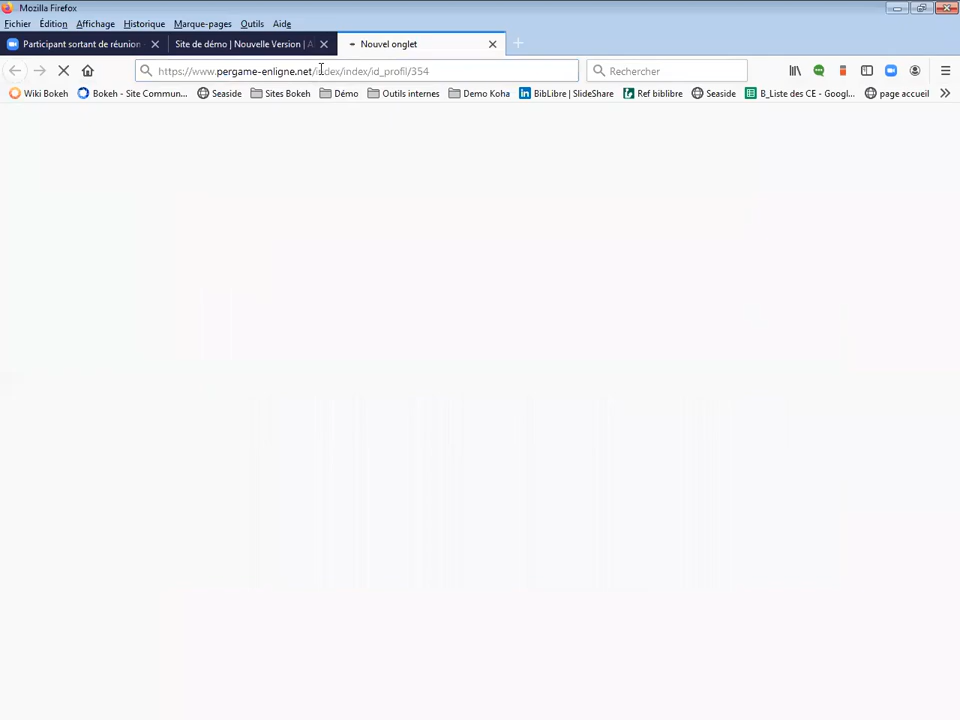 Mozilla Firefox
Fichier Édition Affichage Historique Marque-pages Outils Aide
Participant sortant de réunion Site de démo | Nouvelle Version | A Nouvel onglet
https://www.pergame-enligne.net/index/index/id_profil/354 Rechercher
Wiki Bokeh Bokeh - Site Commun... Seaside Sites Bokeh Démo Outils internes Demo Koha BibLibre | SlideShare Ref biblibre Seaside B_Liste des CE - Googl... page accueil